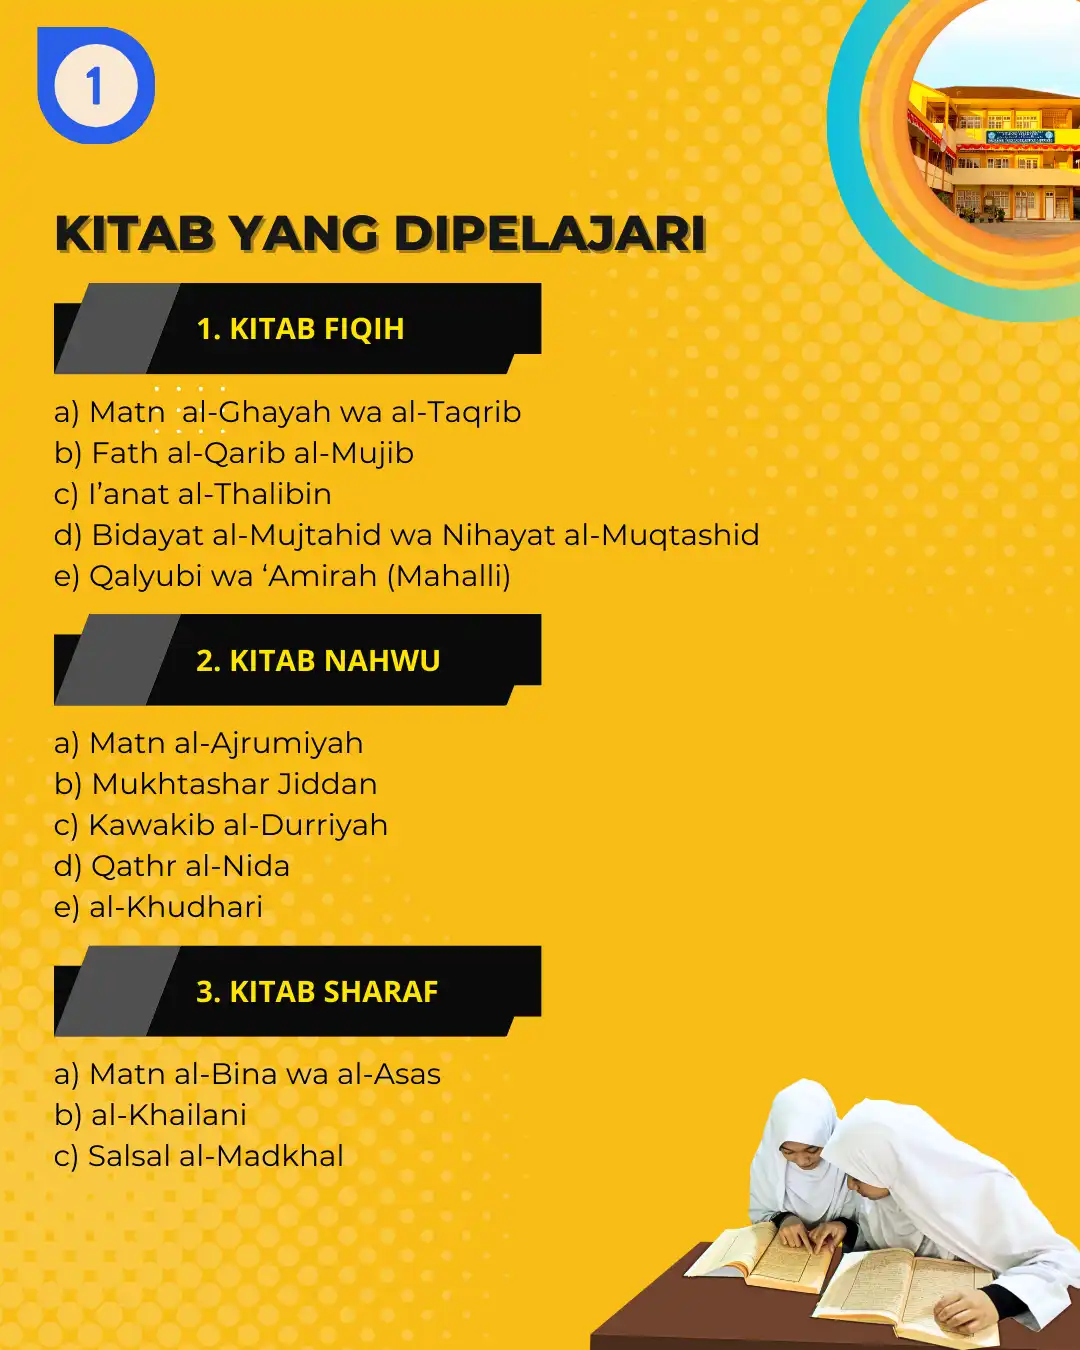 1
KITAB YANG DIPELAJARI
1. KITAB FIQIH
a) Matn al-Ghayah wa al-Taqrib
b) Fath al-Qarib al-Mujib
c) I’anat al-Thalibin
d) Bidayat al-Mujtahid wa Nihayat al-Muqtashid
e) Qalyubi wa ‘Amirah (Mahalli)
2. KITAB NAHWU
a) Matn al-Ajrumiyah
b) Mukhtashar Jiddan
c) Kawakib al-Durriyah
d) Qathr al-Nida
e) al-Khudhari
3. KITAB SHARAF
a) Matn al-Bina wa al-Asas
b) al-Khailani
c) Salsal al-Madkhal